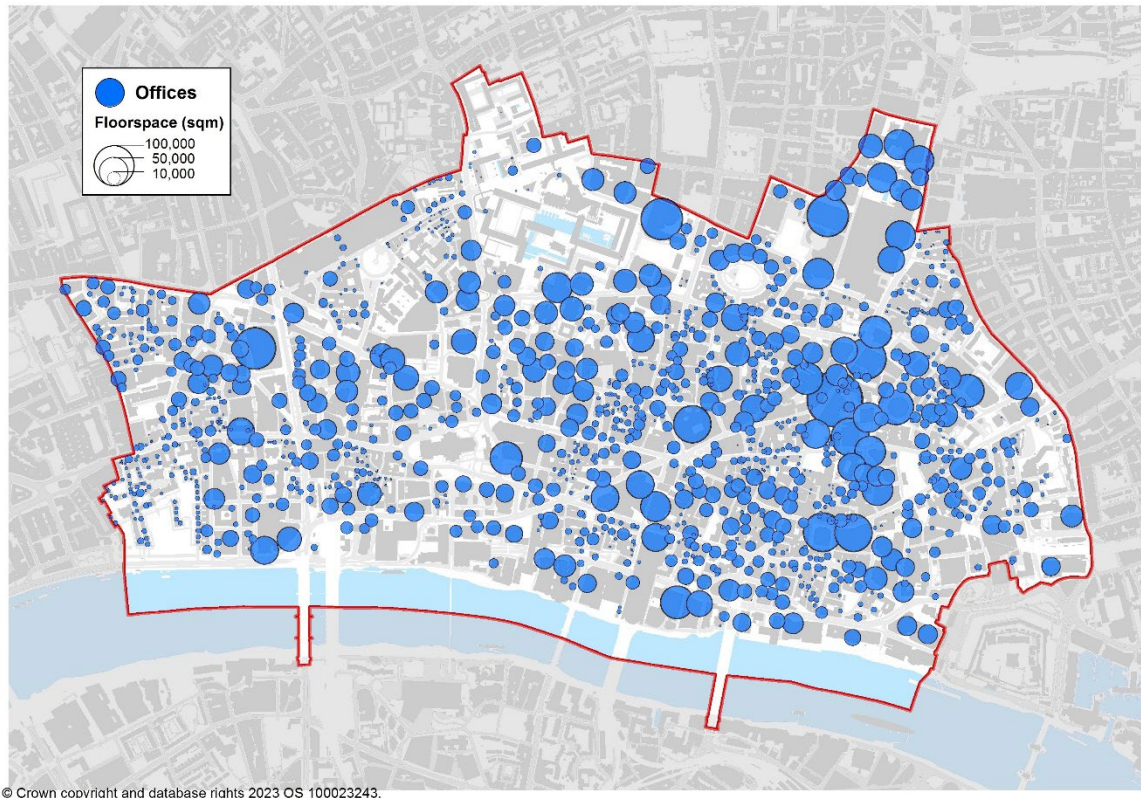 Offices
Floorspace (sqm)
100,000
50,000
10,000
© Crown copyright and database rights 2023 OS 100023243.